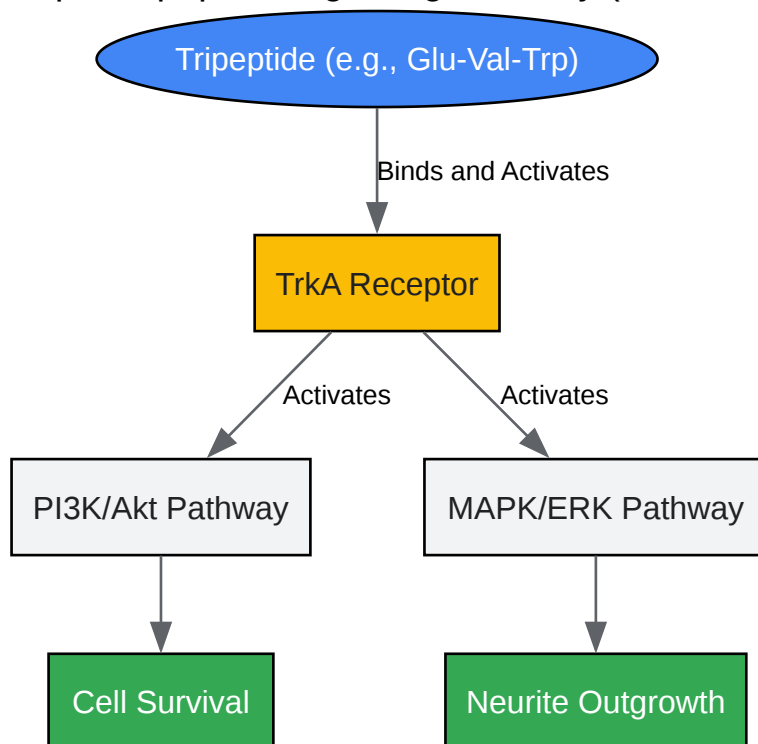 Tripeptide (e.g., Glu-Val-Trp)
Binds and Activates
TrkA Receptor
Activates
Activates
PI3K/Akt Pathway
MAPK/ERK Pathway
Cell Survival
Neurite Outgrowth